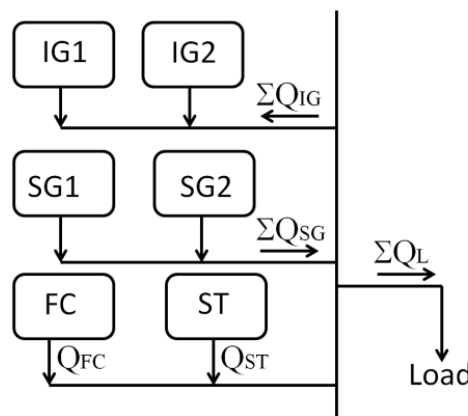 IG1 IG2
ΣQIG
SG1 SG2
ΣQSG
ΣQL
FC ST
QFC QST
Load